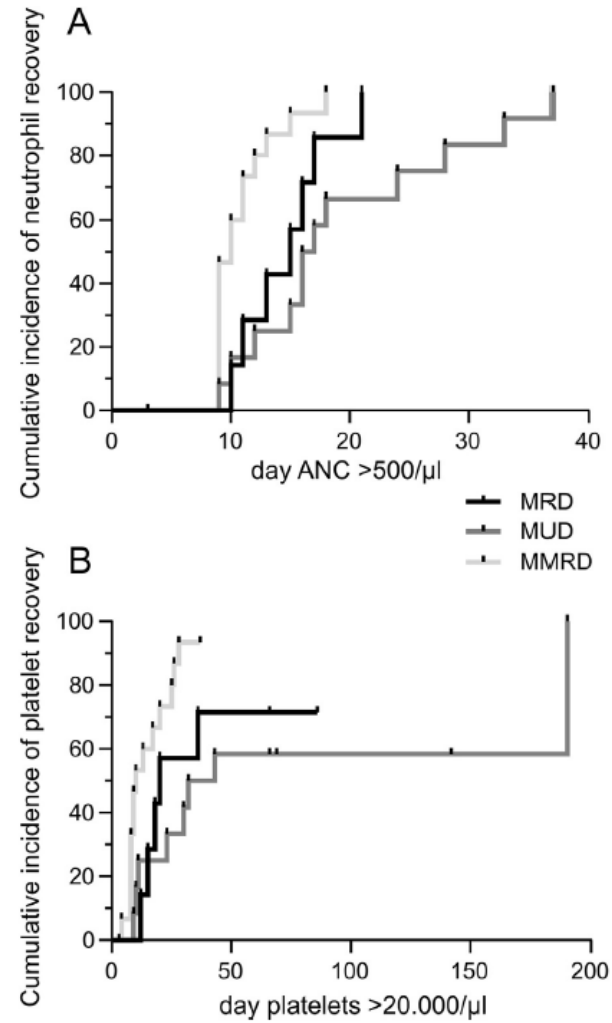 A
Cumulative incidence of neutrophil recovery
100
80
60
40
20
0
0 10 20 30 40
day ANC >500/µl
MRD
MUD
MMRD
B
Cumulative incidence of platelet recovery
100
80
60
40
20
0
0 50 100 150 200
day platelets >20.000/µl